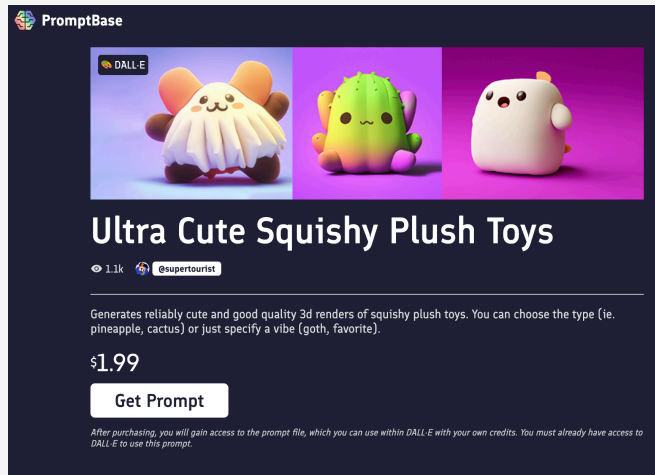 PromptBase
DALL·E
Ultra Cute Squishy Plush Toys
1.1k @supertourist
Generates reliably cute and good quality 3d renders of squishy plush toys. You can choose the type (ie.
pineapple, cactus) or just specify a vibe (goth, favorite).
$1.99
Get Prompt
After purchasing, you will gain access to the prompt file, which you can use within DALL·E with your own credits. You must already have access to
DALL·E to use this prompt.